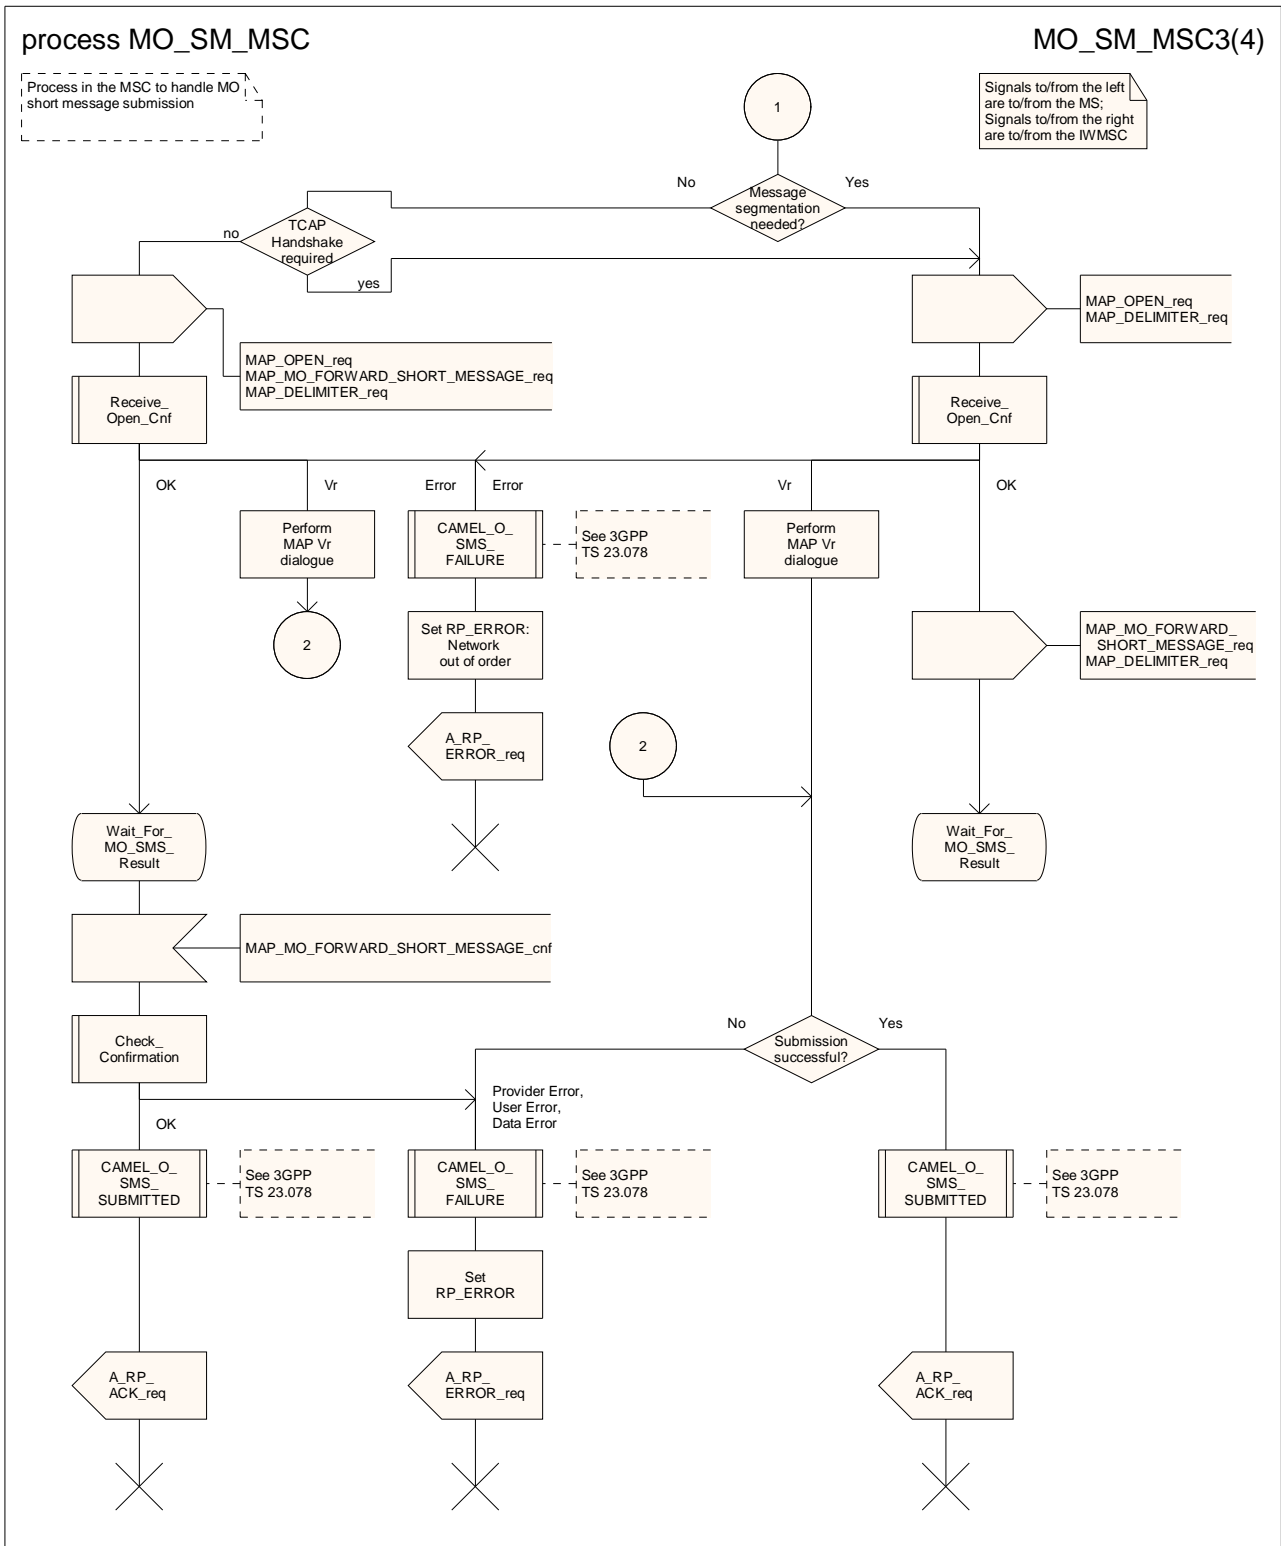 process MO_SM_MSC
MO_SM_MSC3(4)
Process in the MSC to handle MO
short message submission
1
Signals to/from the left
are to/from the MS;
Signals to/from the right
are to/from the IWMSC
No
Message
segmentation
needed?
Yes
no
TCAP
Handshake
required
yes
MAP_OPEN_req
MAP_DELIMITER_req
MAP_OPEN_req
MAP_MO_FORWARD_SHORT_MESSAGE_req
MAP_DELIMITER_req
Receive_
Open_Cnf
Receive_
Open_Cnf
OK
Vr
Error
Error
Vr
OK
Perform
MAP Vr
dialogue
CAMEL_O_
SMS_
FAILURE
See 3GPP
TS 23.078
Perform
MAP Vr
dialogue
2
Set RP_ERROR:
Network
out of order
MAP_MO_FORWARD_
SHORT_MESSAGE_req
MAP_DELIMITER_req
A_RP_
ERROR_req
2
Wait_For_
MO_SMS_
Result
Wait_For_
MO_SMS_
Result
MAP_MO_FORWARD_SHORT_MESSAGE_cnf
Check_
Confirmation
No
Submission
successful?
Yes
OK
Provider Error,
User Error,
Data Error
CAMEL_O_
SMS_
SUBMITTED
See 3GPP
TS 23.078
CAMEL_O_
SMS_
FAILURE
See 3GPP
TS 23.078
CAMEL_O_
SMS_
SUBMITTED
See 3GPP
TS 23.078
Set
RP_ERROR
A_RP_
ACK_req
A_RP_
ERROR_req
A_RP_
ACK_req